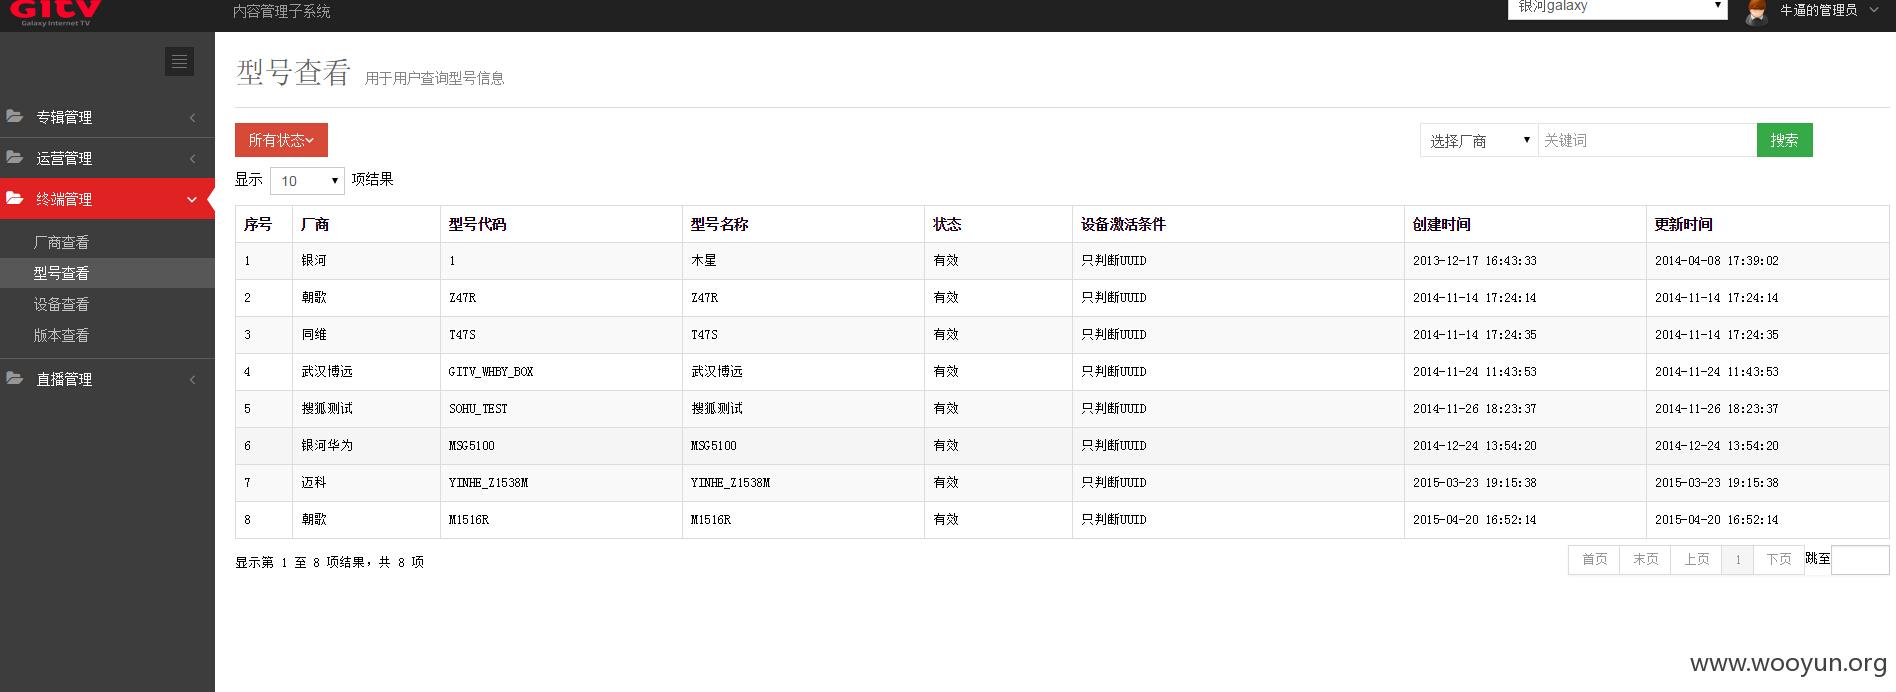 GITV
Galaxy Internet TV
内容管理子系统
银河galaxy
牛逼的管理员
专辑管理
运营管理
终端管理
厂商查看
型号查看
设备查看
版本查看
直播管理
型号查看 用于用户查询型号信息
所有状态
选择厂商 关键词 搜索
显示 10 项结果
序号 厂商 型号代码 型号名称 状态 设备激活条件 创建时间 更新时间
1 银河 1 木星 有效 只判断UUID 2013-12-17 16:43:33 2014-04-08 17:39:02
2 朝歌 Z47R Z47R 有效 只判断UUID 2014-11-14 17:24:14 2014-11-14 17:24:14
3 同维 T47S T47S 有效 只判断UUID 2014-11-14 17:24:35 2014-11-14 17:24:35
4 武汉博远 GITV_WHBY_BOX 武汉博远 有效 只判断UUID 2014-11-24 11:43:53 2014-11-24 11:43:53
5 搜狐测试 SOHU_TEST 搜狐测试 有效 只判断UUID 2014-11-26 18:23:37 2014-11-26 18:23:37
6 银河华为 MSG5100 MSG5100 有效 只判断UUID 2014-12-24 13:54:20 2014-12-24 13:54:20
7 迈科 YINHE_Z1538M YINHE_Z1538M 有效 只判断UUID 2015-03-23 19:15:38 2015-03-23 19:15:38
8 朝歌 M1516R M1516R 有效 只判断UUID 2015-04-20 16:52:14 2015-04-20 16:52:14
显示第 1 至 8 项结果，共 8 项
首页 末页 上页 1 下页 跳至
www.wooyun.org